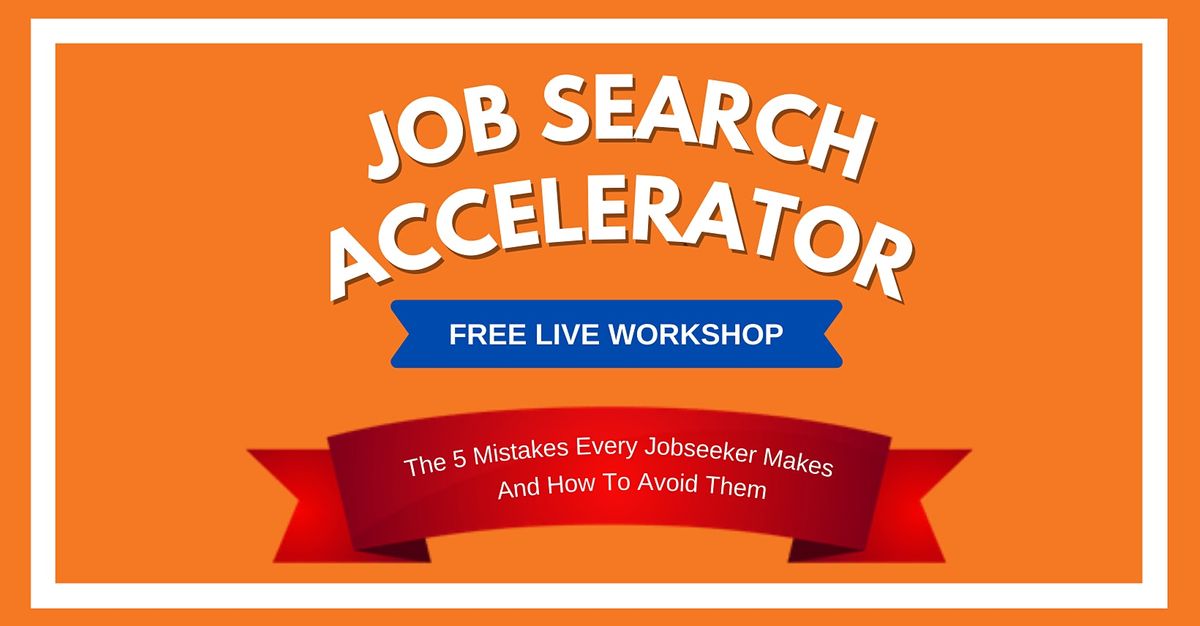 JOB SEARCH
ACCELERATOR
FREE LIVE WORKSHOP
The 5 Mistakes Every Jobseeker Makes
And How To Avoid Them